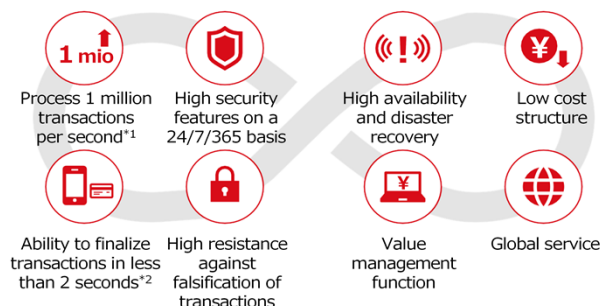 1 mio
Process 1 million
transactions
per second*1
High security
features on a
24/7/365 basis
High availability
and disaster
recovery
Low cost
structure
Ability to finalize
transactions in less
than 2 seconds*2
High resistance
against
falsification of
transactions
Value
management
function
Global service
¥
¥